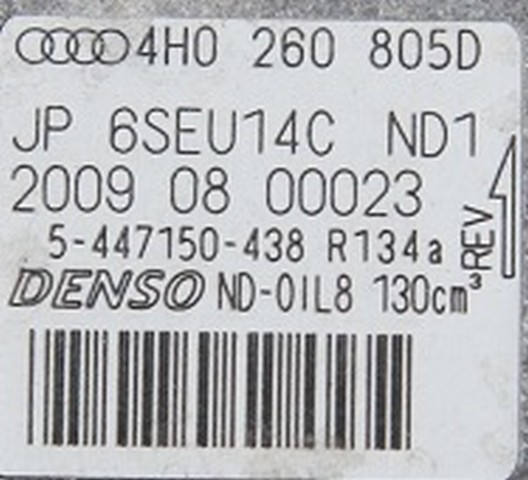 4H0 260 805D
JP 6SEU14C ND1
2009 08 00023
5-447150-438 R134a
REV
DENSO ND-OIL8 130cm³